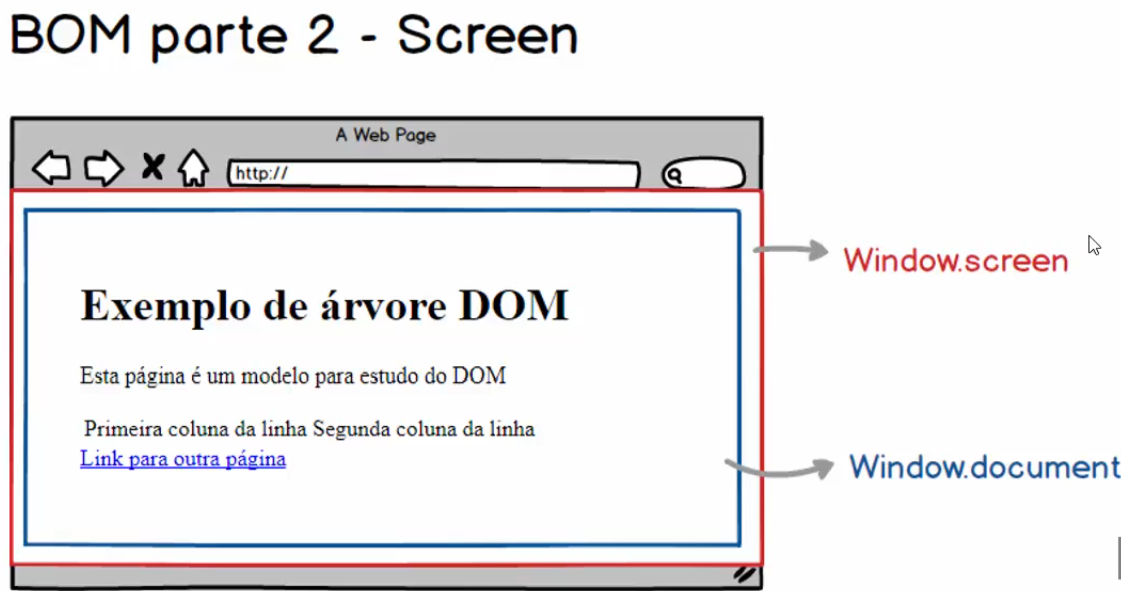 BOM parte 2 - Screen
A Web Page
http://
Window.screen
Exemplo de árvore DOM
Esta página é um modelo para estudo do DOM
Primeira coluna da linha Segunda coluna da linha
Link para outra página
Window.document